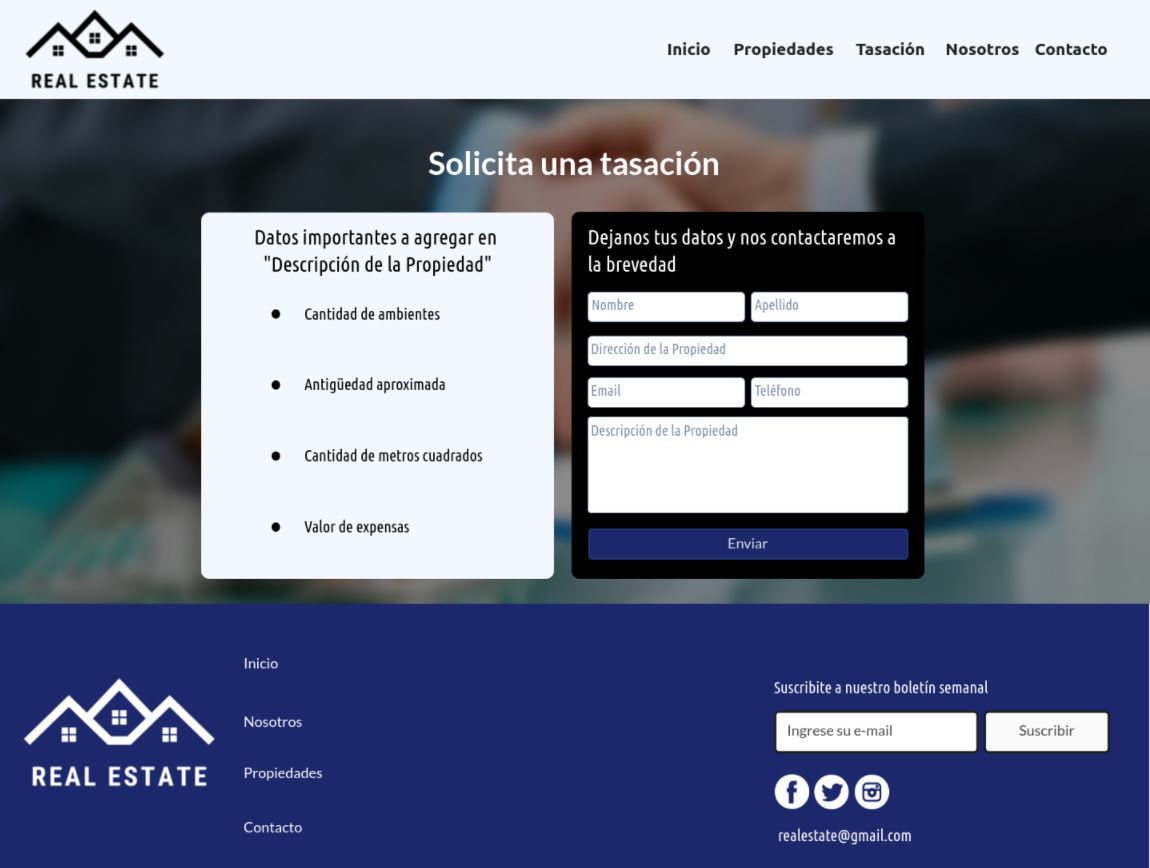 REAL ESTATE
Inicio Propiedades Tasación Nosotros Contacto
Solicita una tasación
Datos importantes a agregar en
"Descripción de la Propiedad"
Cantidad de ambientes
Antigüedad aproximada
Cantidad de metros cuadrados
Valor de expensas
Dejanos tus datos y nos contactaremos a
la brevedad
Nombre Apellido
Dirección de la Propiedad
Email Teléfono
Descripción de la Propiedad
Enviar
REAL ESTATE
Inicio
Nosotros
Propiedades
Contacto
Suscribite a nuestro boletín semanal
Ingrese su e-mail Suscribir
realestate@gmail.com